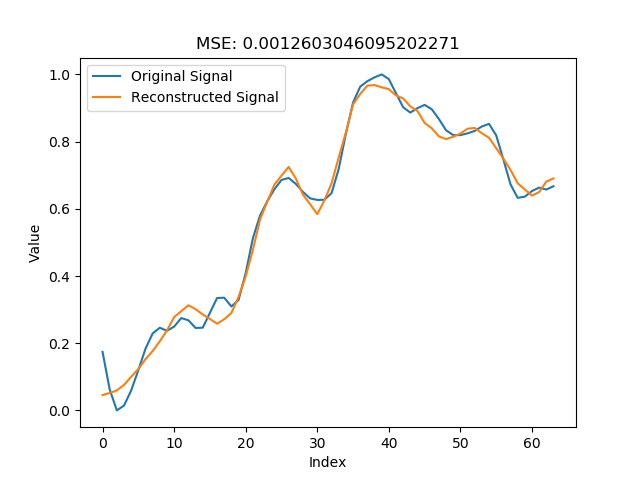 MSE: 0.0012603046095202271
Original Signal
Reconstructed Signal
1.0
0.8
0.6
0.4
0.2
0.0
Value
0 10 20 30 40 50 60
Index